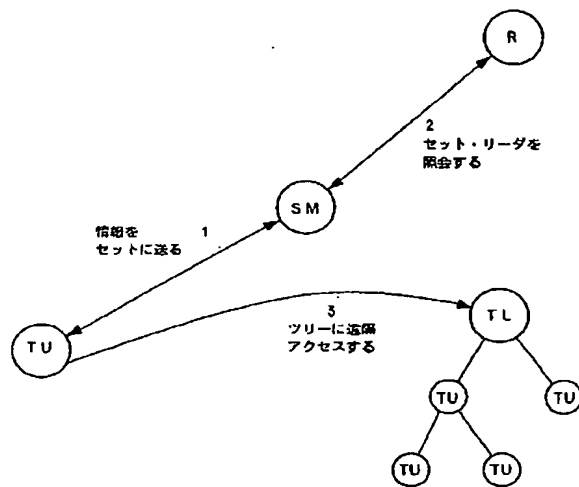 R
2
セット・リーダを
照会する
SM
情報を 1
セットに送る
3
ツリーに遠隔
アクセスする
TU
TL
TU
TU
TU
TU